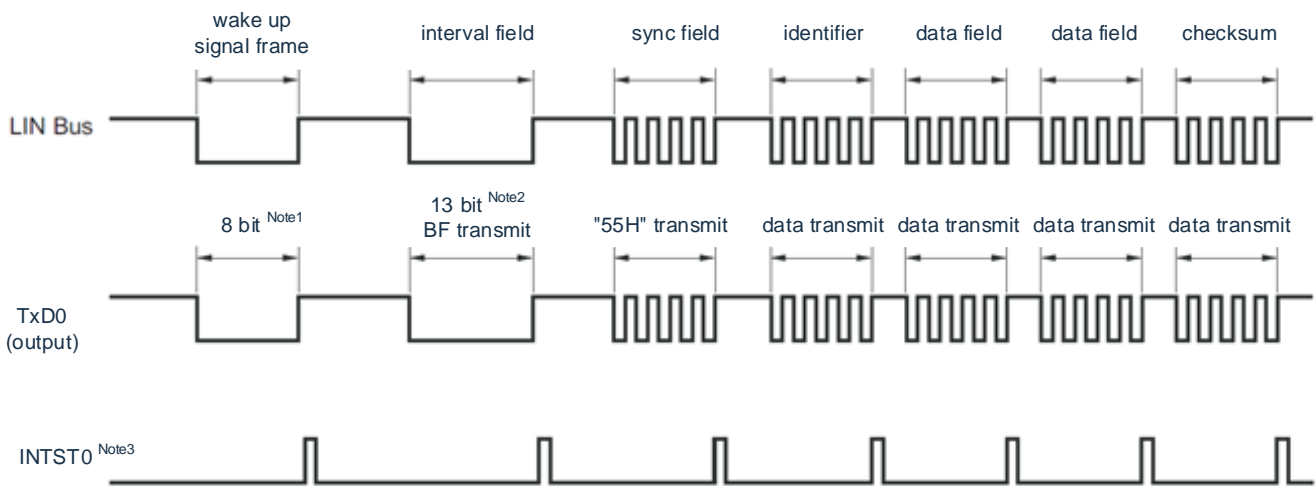 wake up
signal frame
interval field
sync field
identifier
data field
data field
checksum
LIN Bus
8 bit Note1
13 bit Note2
BF transmit
"55H" transmit
data transmit
data transmit
data transmit
data transmit
TxD0
(output)
INTST0 Note3